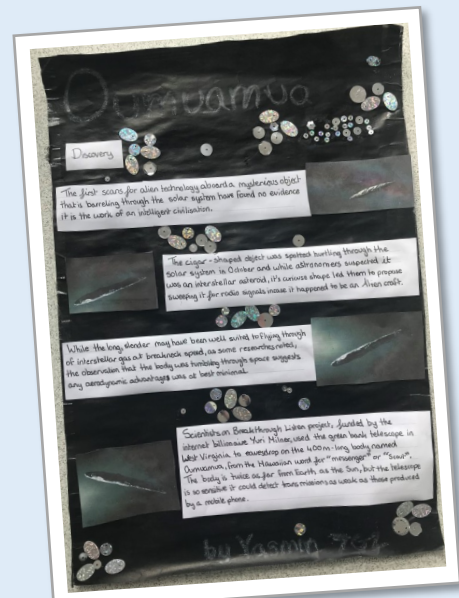 Oumuamua
Discovery
The first scans for alien technology aboard a mysterious object
that is barreling through the solar system have found no evidence
it is the work of an intelligent civilisation.
The cigar-shaped object was spotted hurtling through the
solar system in October and while astronomers suspected it
was an interstellar asteroid, it's curious shape led them to propose
sweeping it for radio signals incase it happened to be an Alien craft.
While the long, slender may have been well suited to flying through
of interstellar gas at breakneck speed, as some researches noted,
the observation that the body was tumbling through space suggests
any aerodynamic advantages was at best minional.
Scientists on Breakthrough Listen project, funded by the
internet billionaire Yuri Milner, used the green bank telescope in
West Virginia to eavesdrop on the 400m-long body named
Oumuamua, from the Hawaiian word for "messenger" or "Scout".
The body is twice as far from Earth as the Sun, but the telescope
is so sensitive it could detect transmissions as weak as those produced
by a mobile phone.
by Yasmin